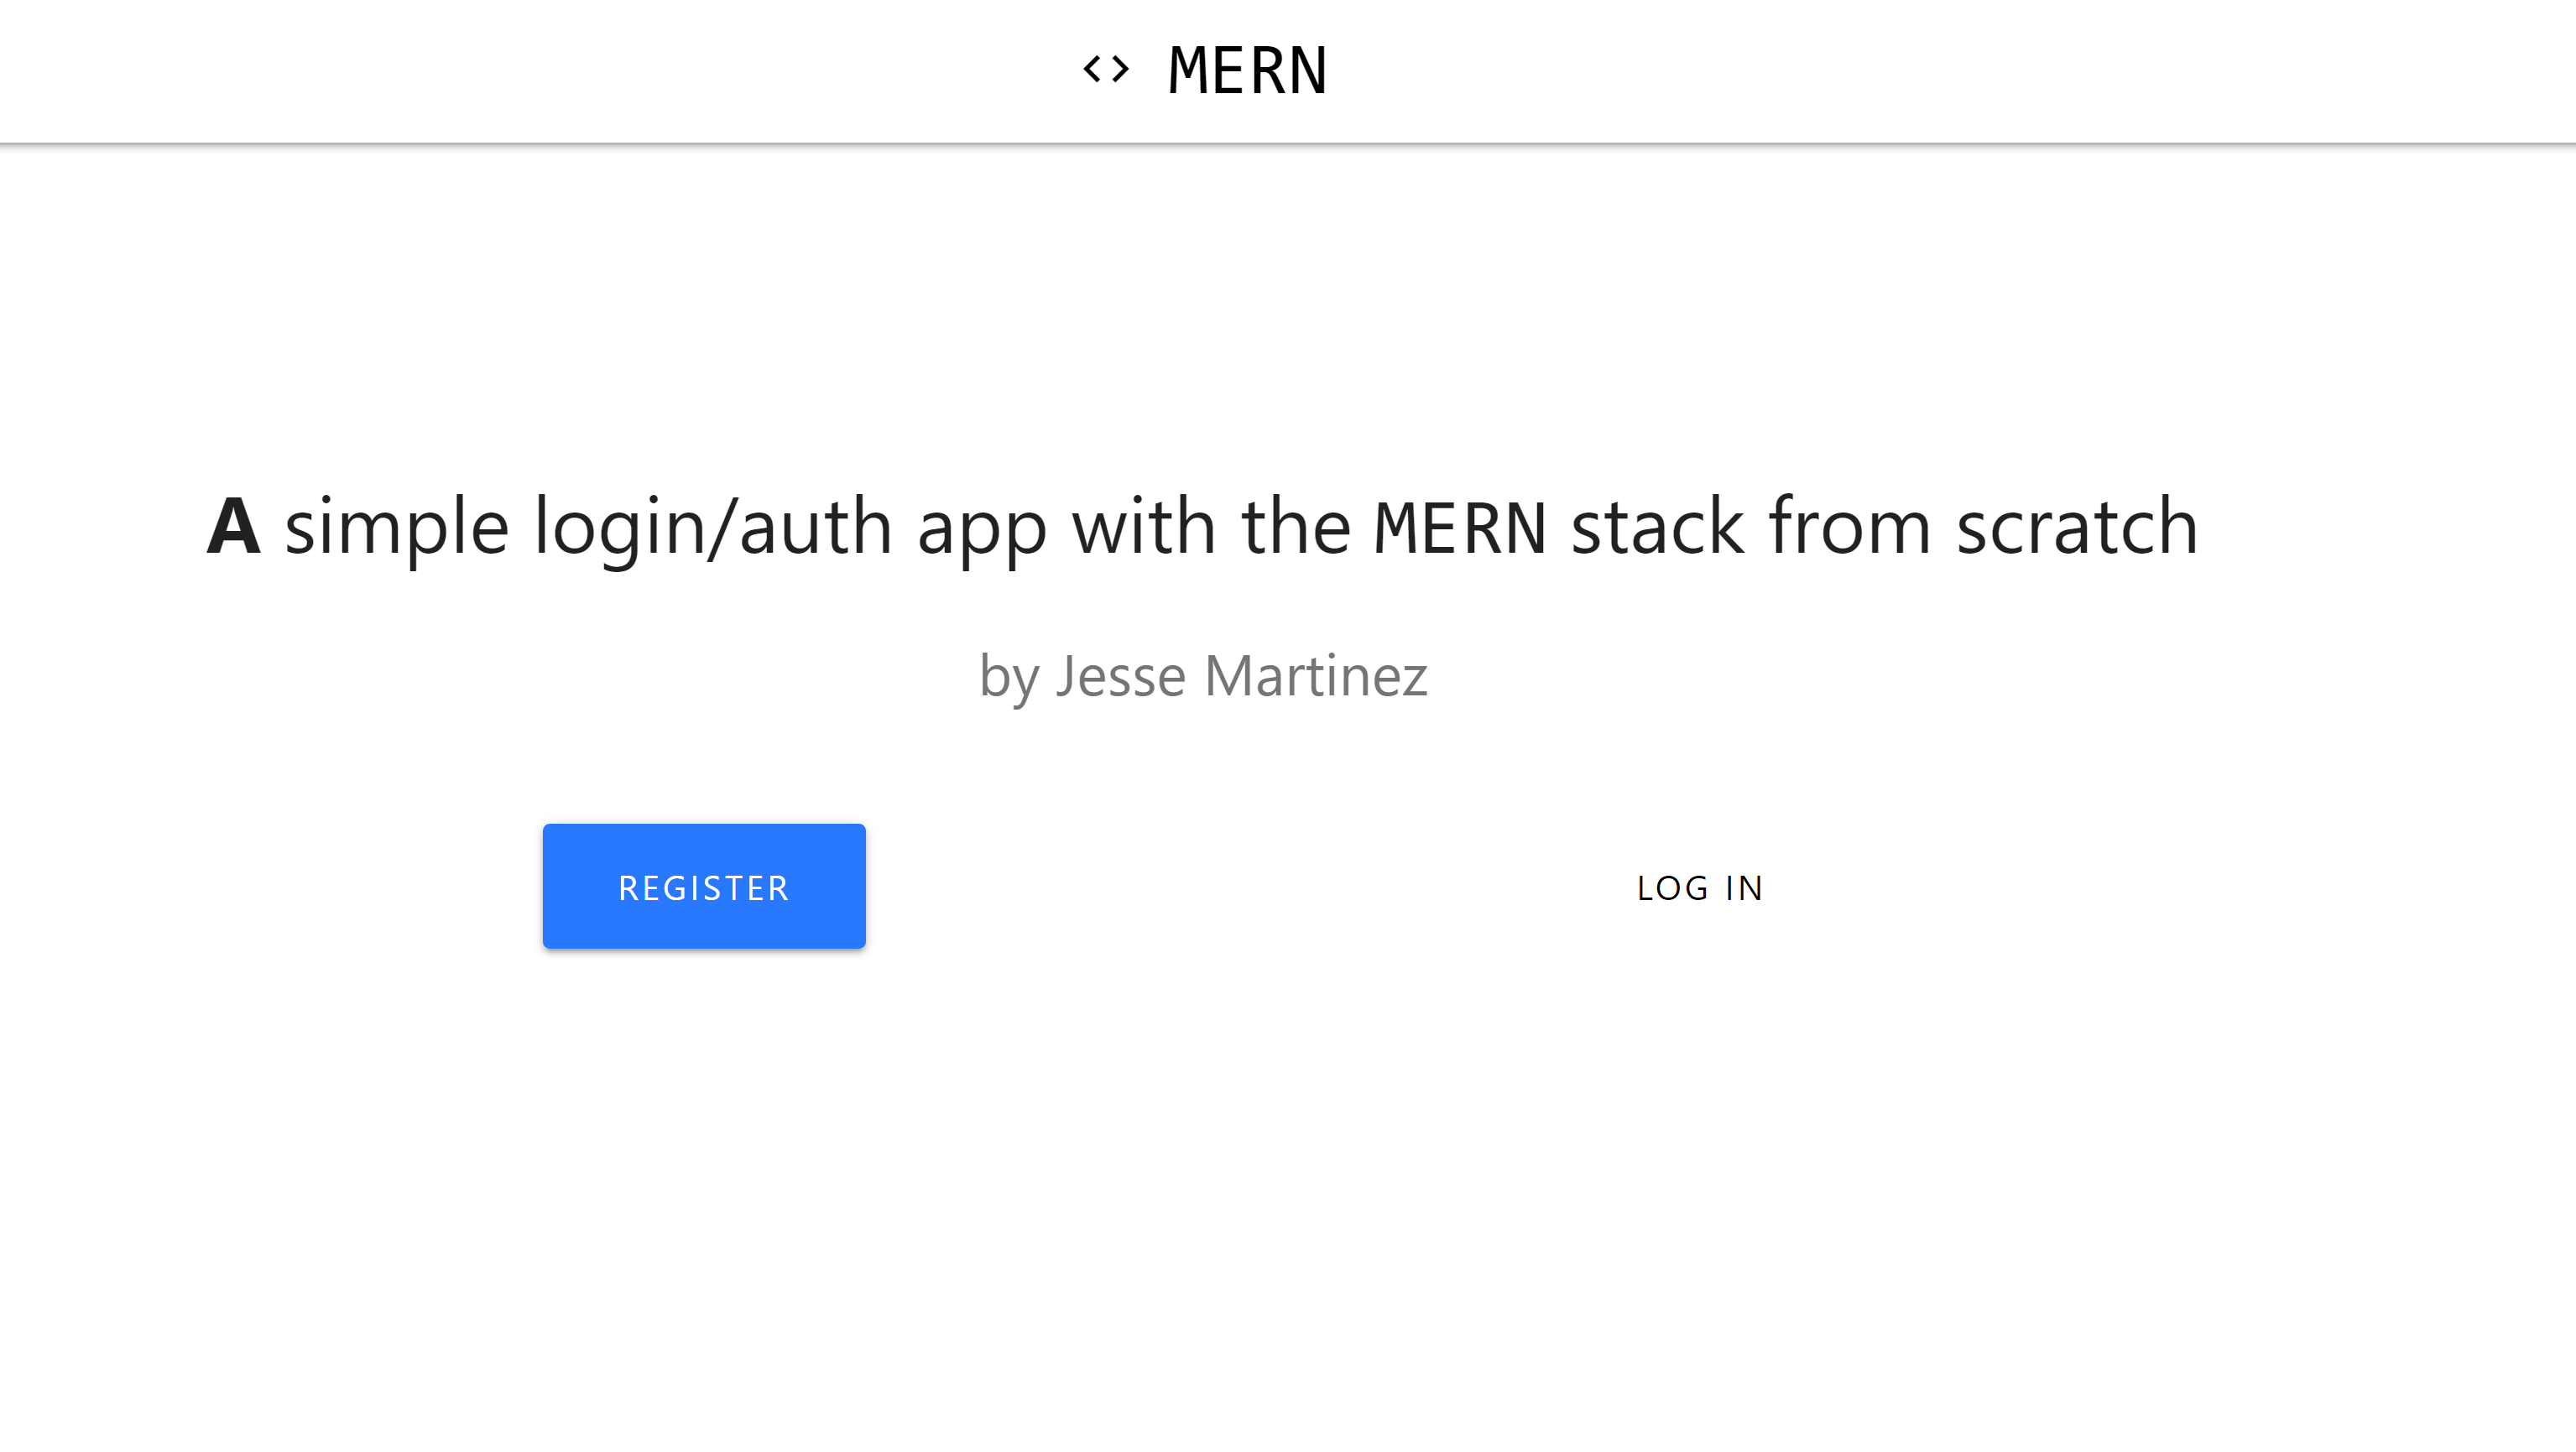 <> MERN
A simple login/auth app with the MERN stack from scratch
by Jesse Martinez
REGISTER
LOG IN